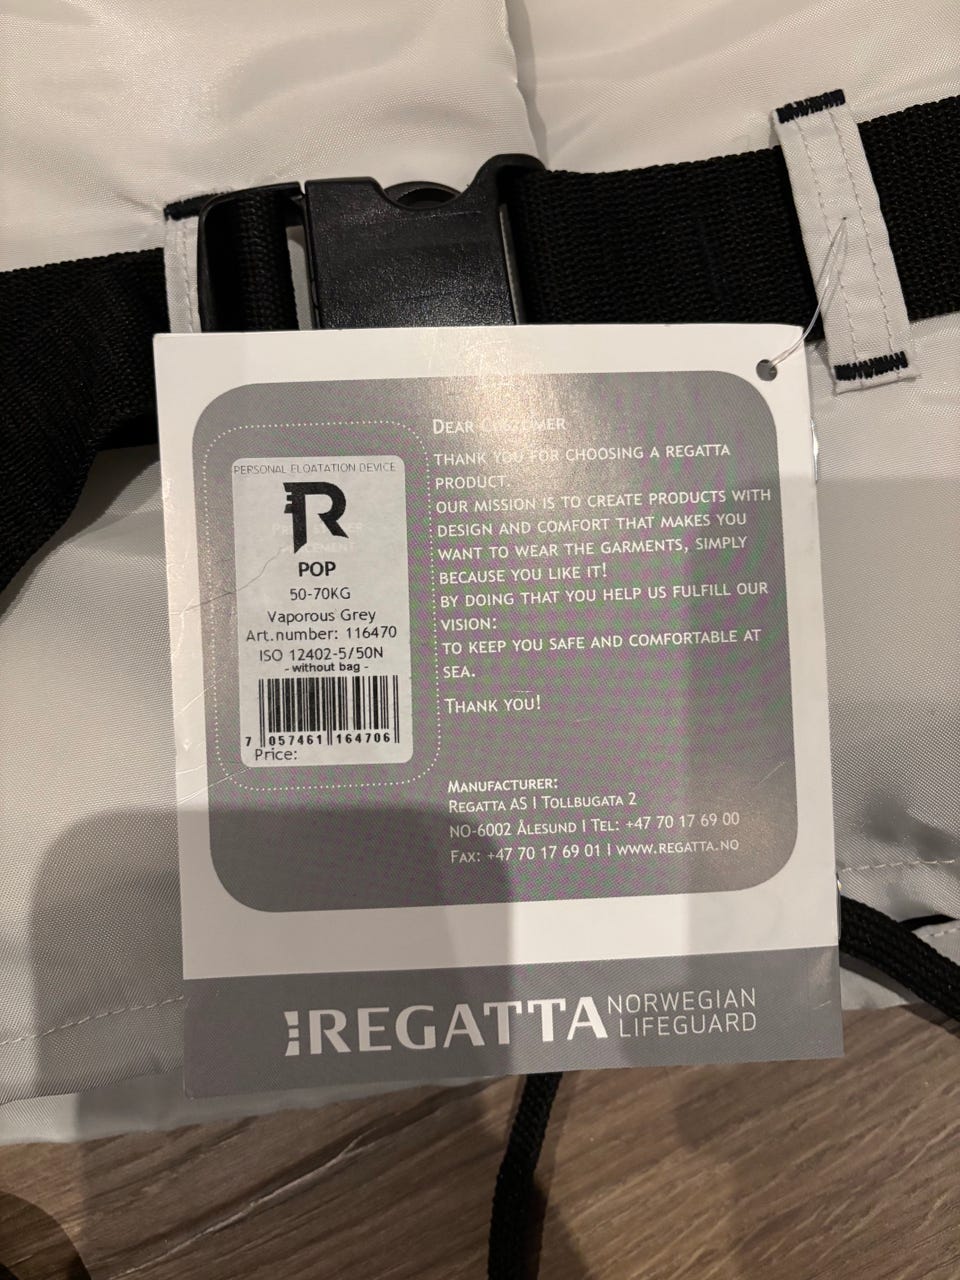 PERSONAL FLOATATION DEVICE
R
POP
50-70KG
Vaporous Grey
Art.number: 116470
ISO 12402-5/50N
- without bag -
7 057461 164706
Price:
DEAR CUSTOMER
THANK YOU FOR CHOOSING A REGATTA
PRODUCT.
OUR MISSION IS TO CREATE PRODUCTS WITH
DESIGN AND COMFORT THAT MAKES YOU
WANT TO WEAR THE GARMENTS, SIMPLY
BECAUSE YOU LIKE IT!
BY DOING THAT YOU HELP US FULFILL OUR
VISION:
TO KEEP YOU SAFE AND COMFORTABLE AT
SEA.
THANK YOU!
MANUFACTURER:
REGATTA AS | TOLLBUGATA 2
NO-6002 ÅLESUND | TEL: +47 70 17 69 00
FAX: +47 70 17 69 01 | WWW.REGATTA.NO
REGATTA NORWEGIAN
LIFEGUARD